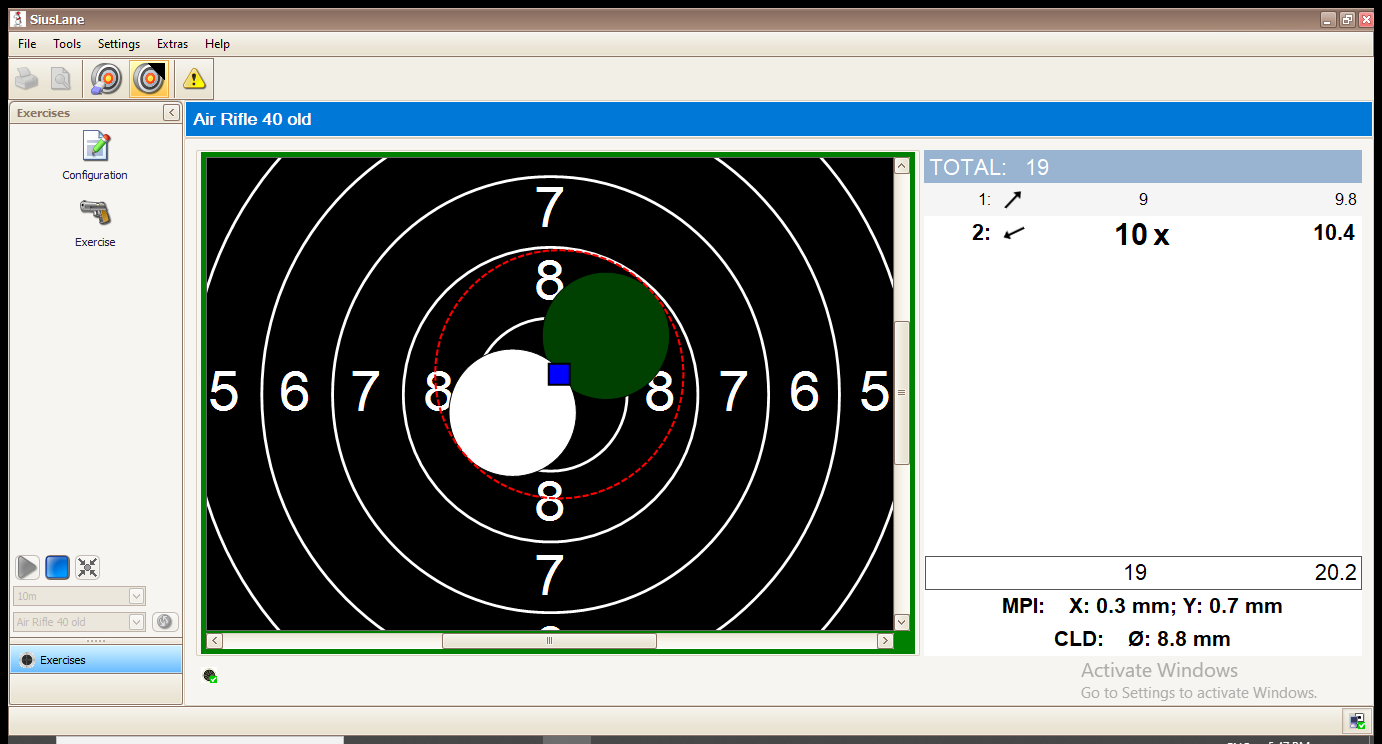 SiusLane
File Tools Settings Extras Help
Exercises
Configuration
Exercise
10m
Air Rifle 40 old
Exercises
Air Rifle 40 old
7
8
5 6 7 8 8 7 6 5
8
7
TOTAL: 19
1: 9 9.8
2: 10 x 10.4
19 20.2
MPI: X: 0.3 mm; Y: 0.7 mm
CLD: Ø: 8.8 mm
Activate Windows
Go to Settings to activate Windows.